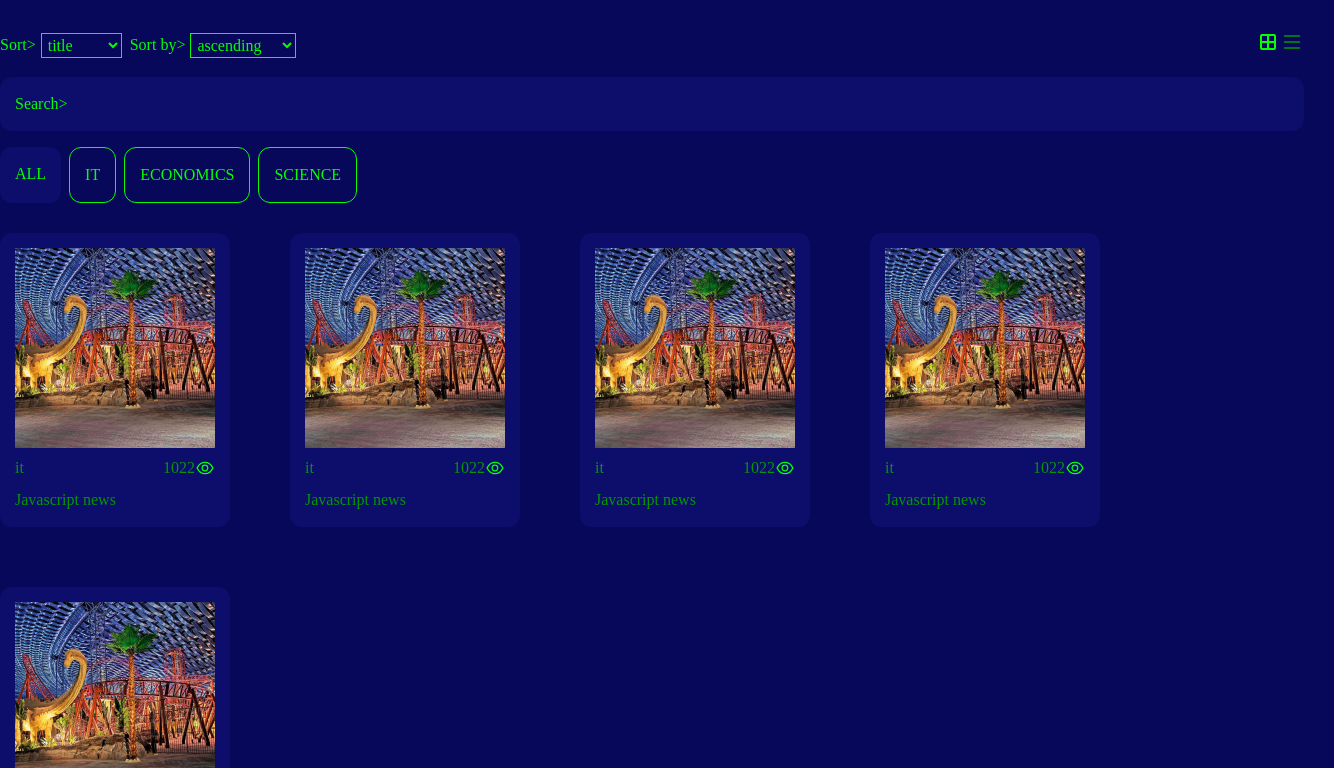 Sort> title Sort by> ascending
Search>
ALL IT ECONOMICS SCIENCE
it 1022 it 1022 it 1022 it 1022
Javascript news Javascript news Javascript news Javascript news